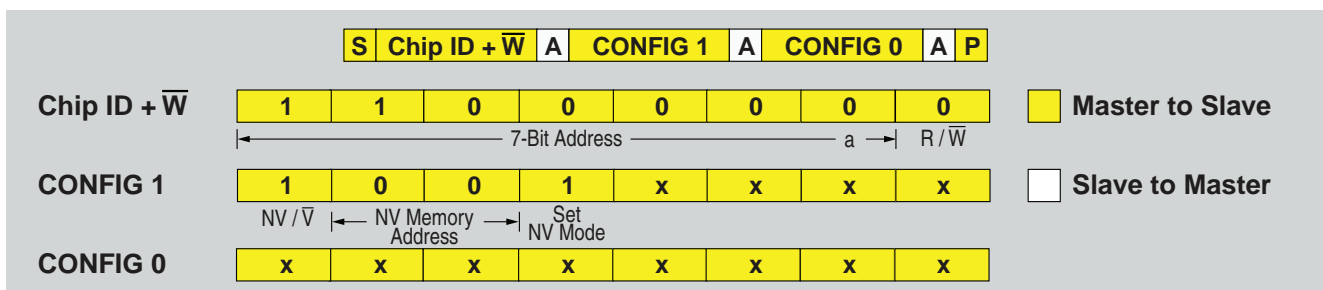 S Chip ID + W̅ A CONFIG 1 A CONFIG 0 A P
Chip ID + W̅ 1 1 0 0 0 0 0 0 Master to Slave
7-Bit Address a R / W̅
CONFIG 1 1 0 0 1 x x x x Slave to Master
NV / V̅ NV Memory Address Set NV Mode
CONFIG 0 x x x x x x x x